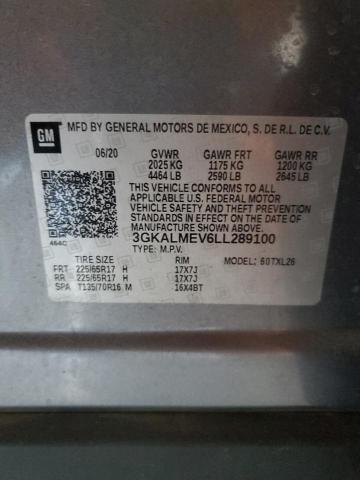 GM
MFD BY GENERAL MOTORS DE MEXICO, S. DE R.L. DE C.V.
06/20 GVWR GAWR FRT GAWR RR
2025 KG 1175 KG 1200 KG
4464 LB 2590 LB 2645 LB
THIS VEHICLE CONFORMS TO ALL
APPLICABLE U.S. FEDERAL MOTOR
VEHICLE SAFETY AND THEFT PREVENTION
STANDARDS IN EFFECT ON THE DATE OF
MANUFACTURE SHOWN ABOVE.
464C
3GKALMEV6LL289100
TYPE: M.P.V. MODEL: 60TXL26
TIRE SIZE RIM
FRT 225/65R17 H 17X7J
RR 225/65R17 H 17X7J
SPA T135/70R16 M 16X4BT